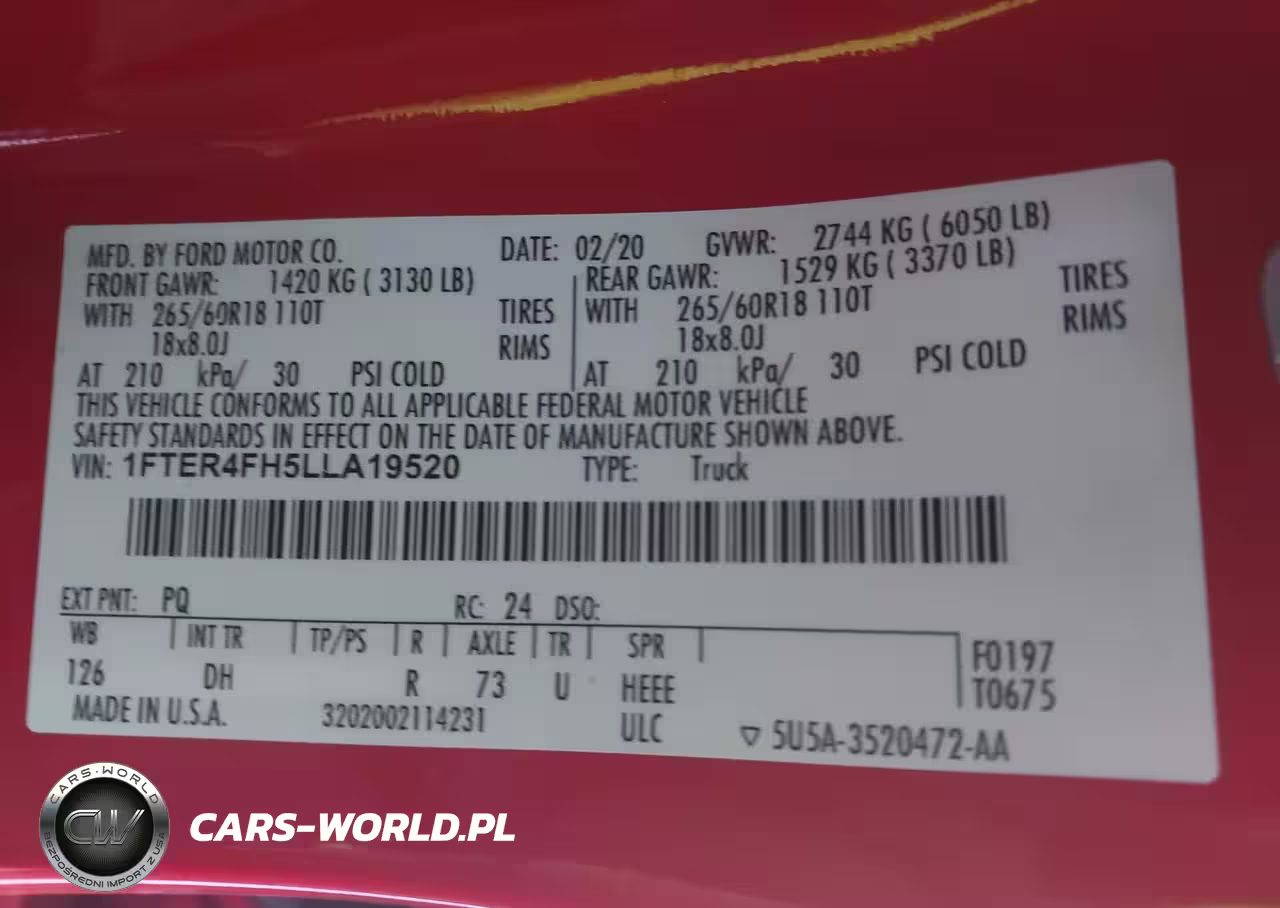 MFD. BY FORD MOTOR CO. DATE: 02/20 GVWR: 2744 KG ( 6050 LB)
FRONT GAWR: 1420 KG ( 3130 LB) REAR GAWR: 1529 KG ( 3370 LB)
WITH 265/60R18 110T TIRES WITH 265/60R18 110T TIRES
18x8.0J RIMS 18x8.0J RIMS
AT 210 kPa/ 30 PSI COLD AT 210 kPa/ 30 PSI COLD
THIS VEHICLE CONFORMS TO ALL APPLICABLE FEDERAL MOTOR VEHICLE
SAFETY STANDARDS IN EFFECT ON THE DATE OF MANUFACTURE SHOWN ABOVE.
VIN: 1FTER4FH5LLA19520 TYPE: Truck
EXT PNT: PQ RC: 24 DSO:
WB INT TR TP/PS R AXLE TR SPR F0197
126 DH R 73 U HEEE T0675
MADE IN U.S.A. 3202002114231 ULC ▽ 5U5A-3520472-AA
CARS-WORLD
CW
BEZPOŚREDNI IMPORT Z USA
CARS-WORLD.PL